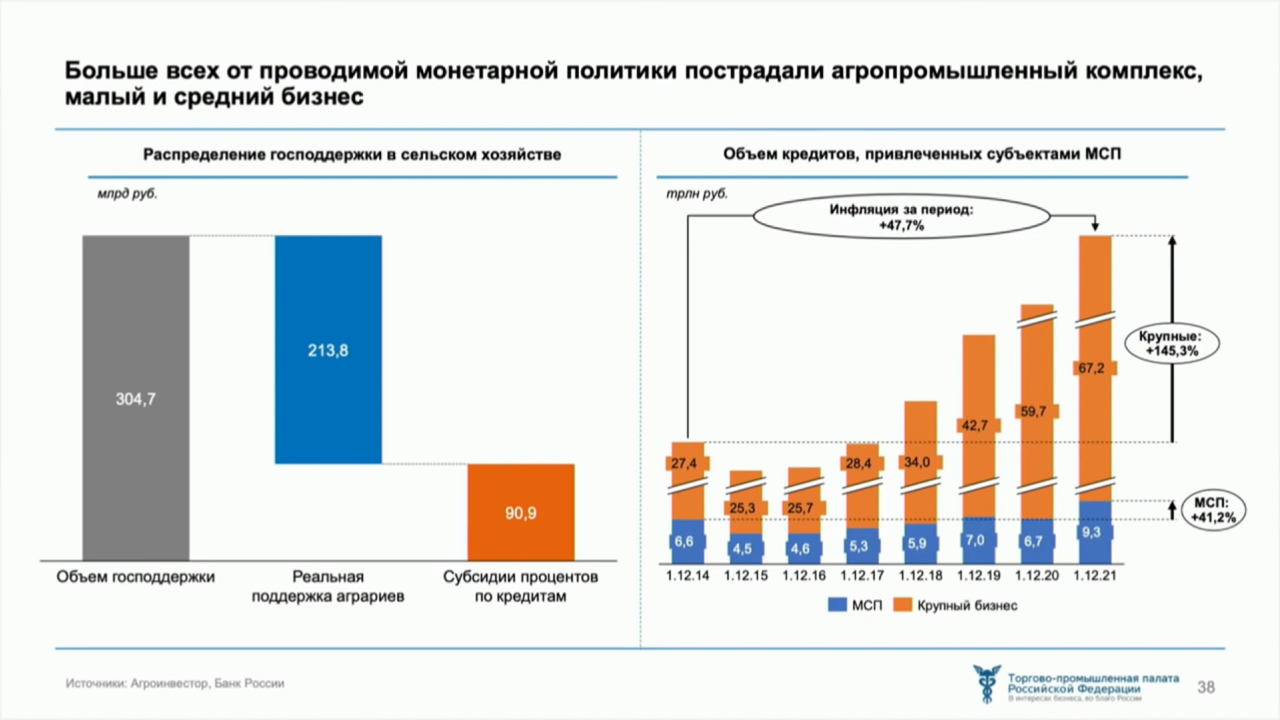 Больше всех от проводимой монетарной политики пострадали агропромышленный комплекс,
малый и средний бизнес
Распределение господдержки в сельском хозяйстве
млрд руб.
304,7
213,8
90,9
Объем господдержки
Реальная
поддержка аграриев
Субсидии процентов
по кредитам
Объем кредитов, привлеченных субъектами МСП
трлн руб.
Инфляция за период:
+47,7%
Крупные:
+145,3%
МСП:
+41,2%
27,4
25,3
25,7
28,4
34,0
42,7
59,7
67,2
6,6
4,5
4,6
5,3
5,9
7,0
6,7
9,3
1.12.14
1.12.15
1.12.16
1.12.17
1.12.18
1.12.19
1.12.20
1.12.21
МСП
Крупный бизнес
Источники: Агроинвестор, Банк России
Торгово-промышленная палата
Российской Федерации
В интересах бизнеса, во благо России
38